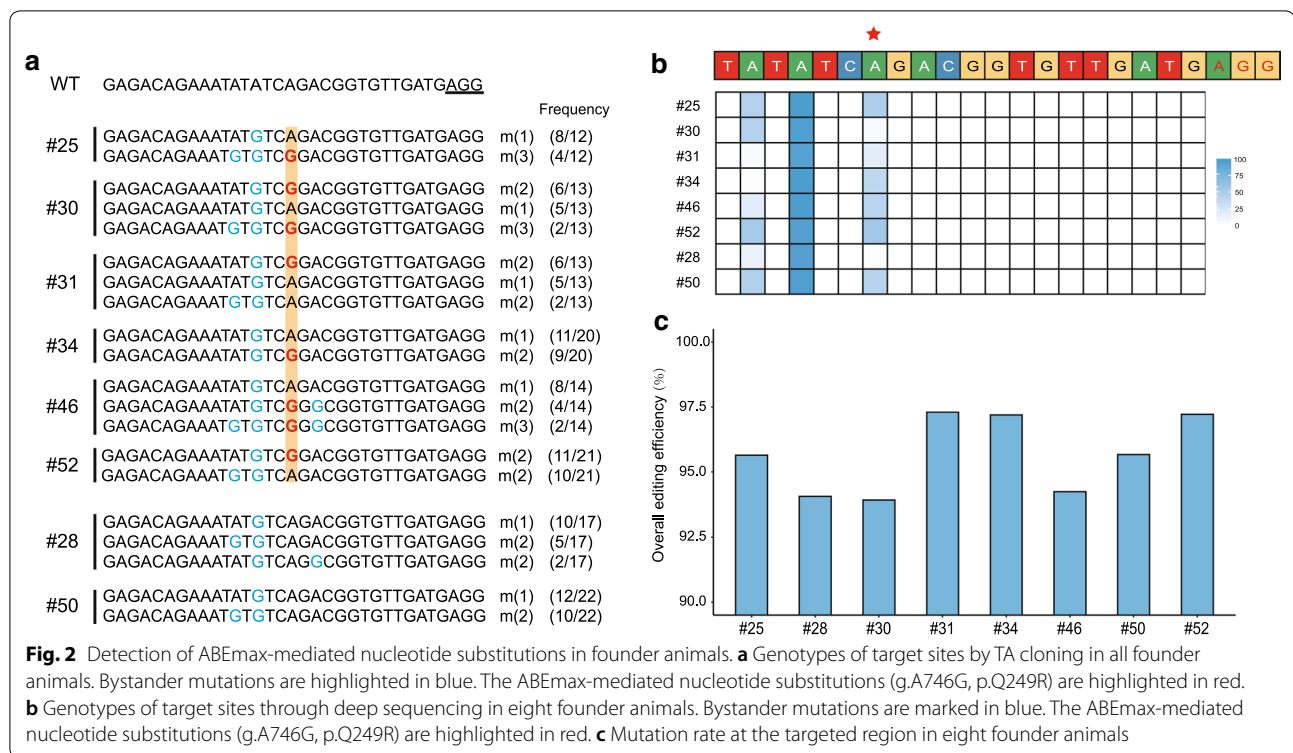 a
WT GAGACAGAAATATATCAGACGGTGTTGATGAGG
Frequency
#25
GAGACAGAAATATGTCAGACGGTGTTGATGAGG m(1) (8/12)
GAGACAGAAATGTGTCGGACGGTGTTGATGAGG m(3) (4/12)
#30
GAGACAGAAATATGTCGGACGGTGTTGATGAGG m(2) (6/13)
GAGACAGAAATATGTCAGACGGTGTTGATGAGG m(1) (5/13)
GAGACAGAAATGTGTCGGACGGTGTTGATGAGG m(3) (2/13)
#31
GAGACAGAAATATGTCGGACGGTGTTGATGAGG m(2) (6/13)
GAGACAGAAATATGTCAGACGGTGTTGATGAGG m(1) (5/13)
GAGACAGAAATGTGTCAGACGGTGTTGATGAGG m(2) (2/13)
#34
GAGACAGAAATATGTCAGACGGTGTTGATGAGG m(1) (11/20)
GAGACAGAAATATGTCGGACGGTGTTGATGAGG m(2) (9/20)
#46
GAGACAGAAATATGTCAGACGGTGTTGATGAGG m(1) (8/14)
GAGACAGAAATATGTCGGGCGGTGTTGATGAGG m(2) (4/14)
GAGACAGAAATGTGTCGGGCGGTGTTGATGAGG m(3) (2/14)
#52
GAGACAGAAATATGTCGGACGGTGTTGATGAGG m(2) (11/21)
GAGACAGAAATGTGTCAGACGGTGTTGATGAGG m(2) (10/21)
#28
GAGACAGAAATATGTCAGACGGTGTTGATGAGG m(1) (10/17)
GAGACAGAAATGTGTCAGACGGTGTTGATGAGG m(2) (5/17)
GAGACAGAAATATGTCAGGCGGTGTTGATGAGG m(2) (2/17)
#50
GAGACAGAAATATGTCAGACGGTGTTGATGAGG m(1) (12/22)
GAGACAGAAATGTGTCAGACGGTGTTGATGAGG m(2) (10/22)
b
T A T A T C A G A C G G T G T T G A T G A G G
#25
#30
#31
#34
#46
#52
#28
#50
100
75
50
25
0
c
Overall editing efficiency (%)
100.0
97.5
95.0
92.5
90.0
#25 #28 #30 #31 #34 #46 #50 #52
Fig. 2 Detection of ABEmax-mediated nucleotide substitutions in founder animals. a Genotypes of target sites by TA cloning in all founder
animals. Bystander mutations are highlighted in blue. The ABEmax-mediated nucleotide substitutions (g.A746G, p.Q249R) are highlighted in red.
b Genotypes of target sites through deep sequencing in eight founder animals. Bystander mutations are marked in blue. The ABEmax-mediated
nucleotide substitutions (g.A746G, p.Q249R) are highlighted in red. c Mutation rate at the targeted region in eight founder animals